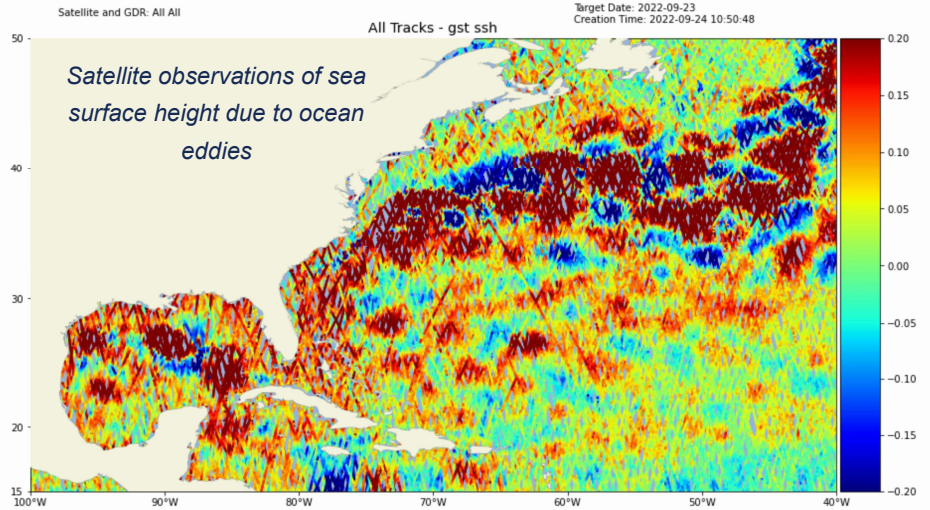 Satellite and GDR: All All
Target Date: 2022-09-23
Creation Time: 2022-09-24 10:50:48
All Tracks - gst ssh
Satellite observations of sea
surface height due to ocean
eddies
50
40
30
20
15
100°W
90°W
80°W
70°W
60°W
50°W
40°W
0.20
0.15
0.10
0.05
0.00
−0.05
−0.10
−0.15
−0.20